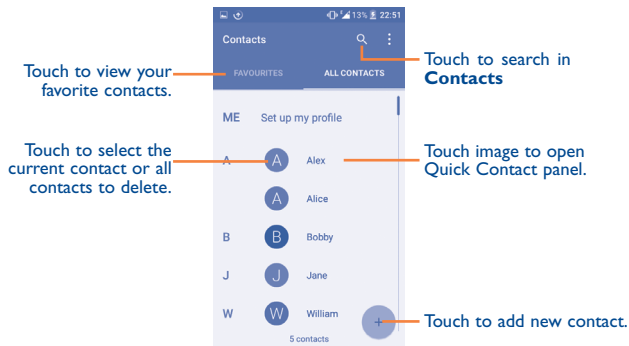 13% 22:51
Contacts
FAVOURITES ALL CONTACTS
ME Set up my profile
A A Alex
A Alice
B B Bobby
J J Jane
W W William
+
5 contacts
Touch to view your
favorite contacts.
Touch to select the
current contact or all
contacts to delete.
Touch to search in
Contacts
Touch image to open
Quick Contact panel.
Touch to add new contact.